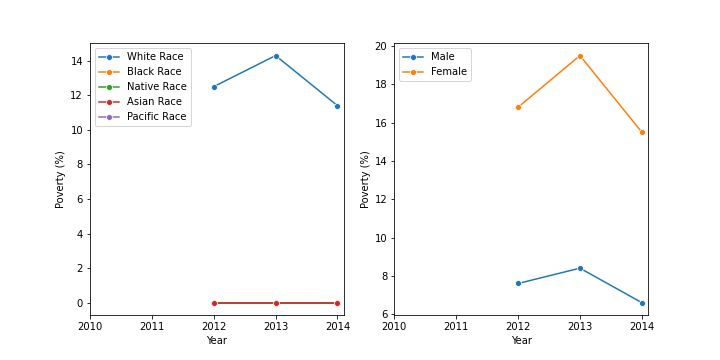 White Race
Black Race
Native Race
Asian Race
Pacific Race
14
12
10
8
6
4
2
0
Poverty (%)
2010 2011 2012 2013 2014
Year
Male
Female
20
18
16
14
12
10
8
6
Poverty (%)
2010 2011 2012 2013 2014
Year